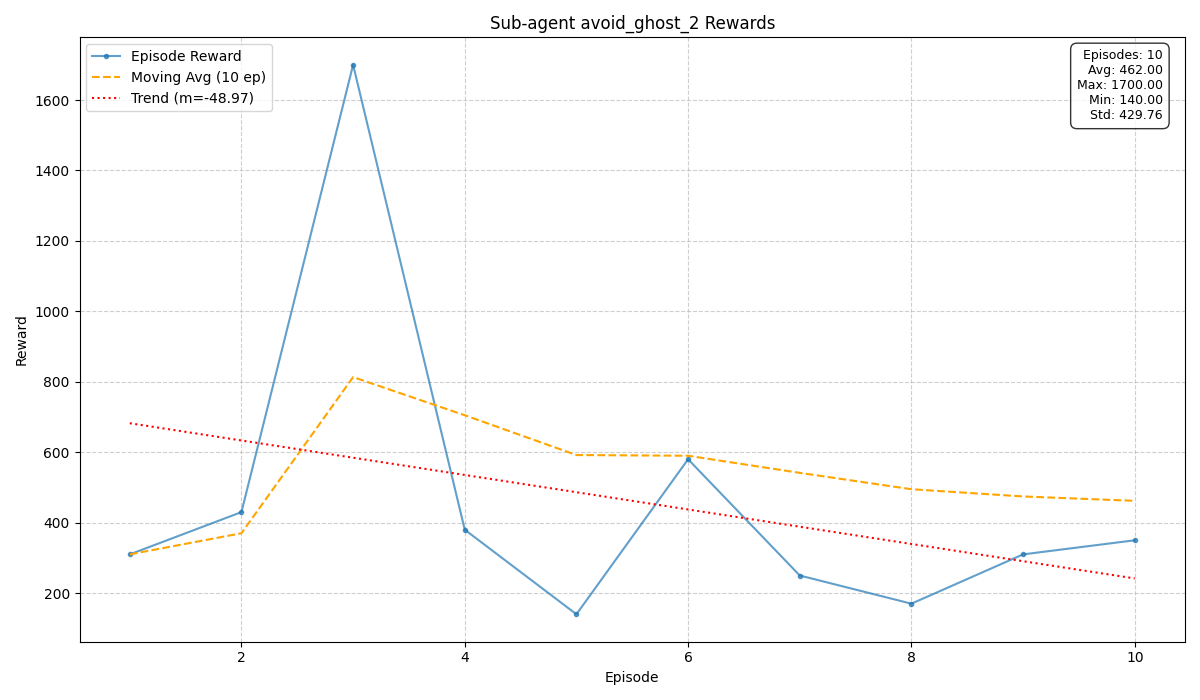 Sub-agent avoid_ghost_2 Rewards
Episode Reward
Moving Avg (10 ep)
Trend (m=-48.97)
Episodes: 10
Avg: 462.00
Max: 1700.00
Min: 140.00
Std: 429.76
Reward
1600
1400
1200
1000
800
600
400
200
2 4 6 8 10
Episode